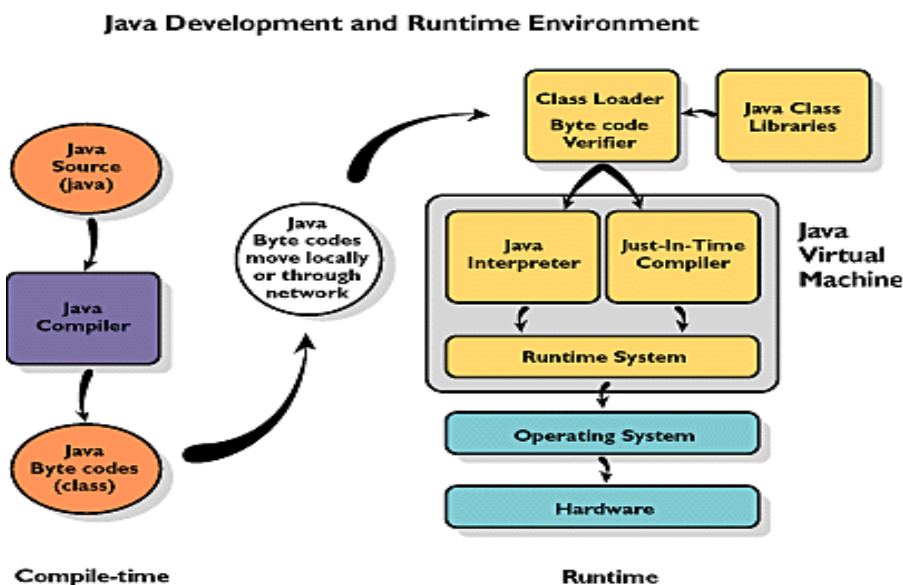 Java Development and Runtime Environment
Java
Source
(java)
Java
Compiler
Java
Byte codes
(class)
Compile-time
Java
Byte codes
move locally
or through
network
Class Loader
Byte code
Verifier
Java Class
Libraries
Java
Interpreter
Just-In-Time
Compiler
Runtime System
Java
Virtual
Machine
Operating System
Hardware
Runtime